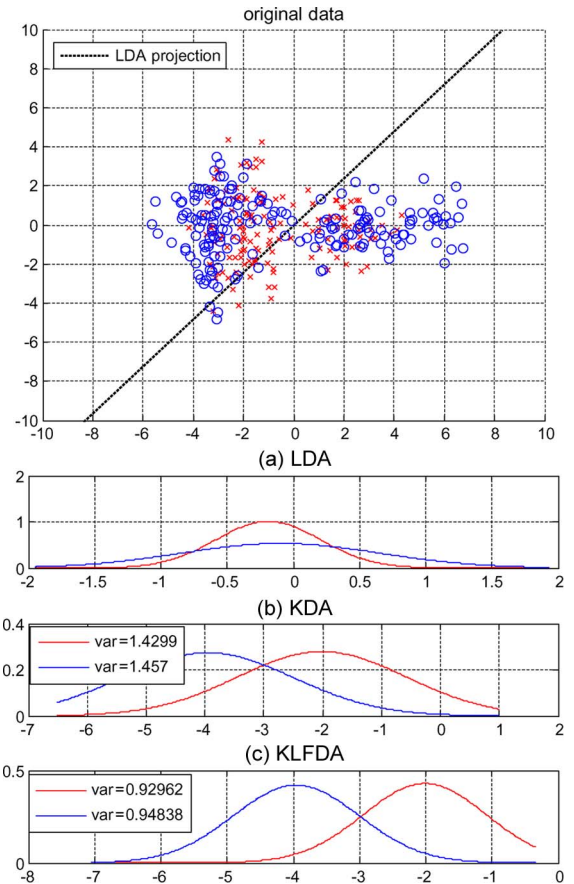 original data
10
LDA projection
8
6
4
2
0
-2
-4
-6
-8
-10
-10 -8 -6 -4 -2 0 2 4 6 8 10
(a) LDA
2
1
0
-2 -1.5 -1 -0.5 0 0.5 1 1.5 2
(b) KDA
0.4
var=1.4299
0.2
var=1.457
0
-7 -6 -5 -4 -3 -2 -1 0 1 2
(c) KLFDA
0.5
var=0.92962
var=0.94838
0
-8 -7 -6 -5 -4 -3 -2 -1 0